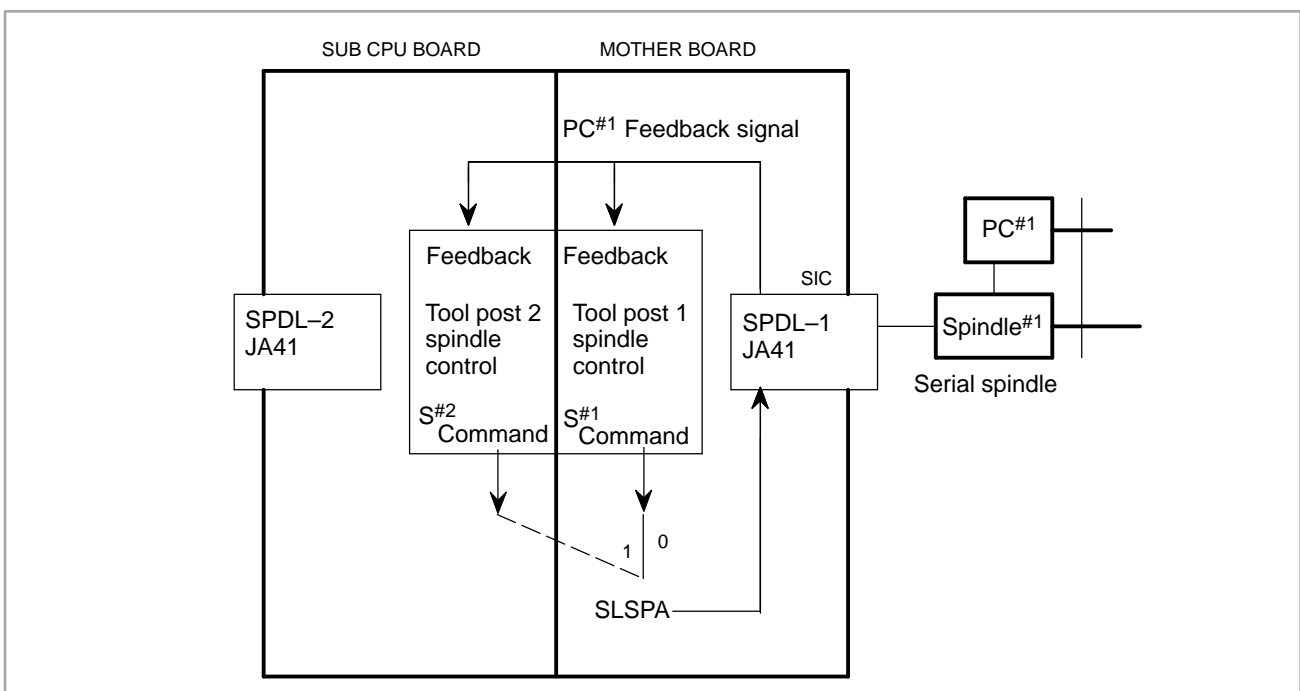 SUB CPU BOARD
MOTHER BOARD
PC#1 Feedback signal
PC#1
Feedback
Feedback
SIC
SPDL–2
JA41
Tool post 2
spindle
control
Tool post 1
spindle
control
SPDL–1
JA41
Spindle#1
Serial spindle
S#2
Command
S#1
Command
1
0
SLSPA